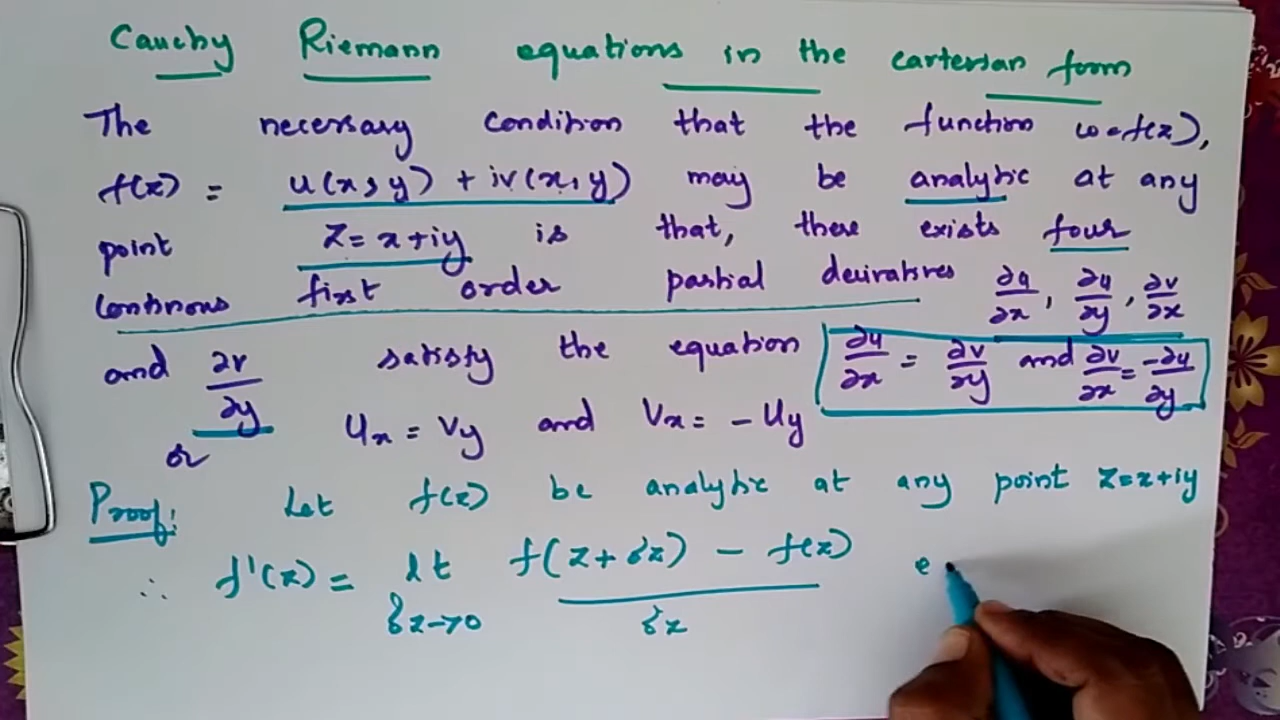 Cauchy Riemann equations in the cartesian form
The necessary condition that the function w=f(z),
f(z) = u(x,y) + iv(x,y) may be analytic at any
point z=x+iy is that, there exists four
continous first order partial derivatives ∂u/∂x, ∂u/∂y, ∂v/∂x
and ∂v/∂y satisfy the equation ∂u/∂x = ∂v/∂y and ∂v/∂x = -∂u/∂y
or Ux = Vy and Vx = - Uy
Proof: Let f(z) be analytic at any point z=x+iy
∴ f'(z) = lt δz→0 f(z+δz) - f(z) / δz e